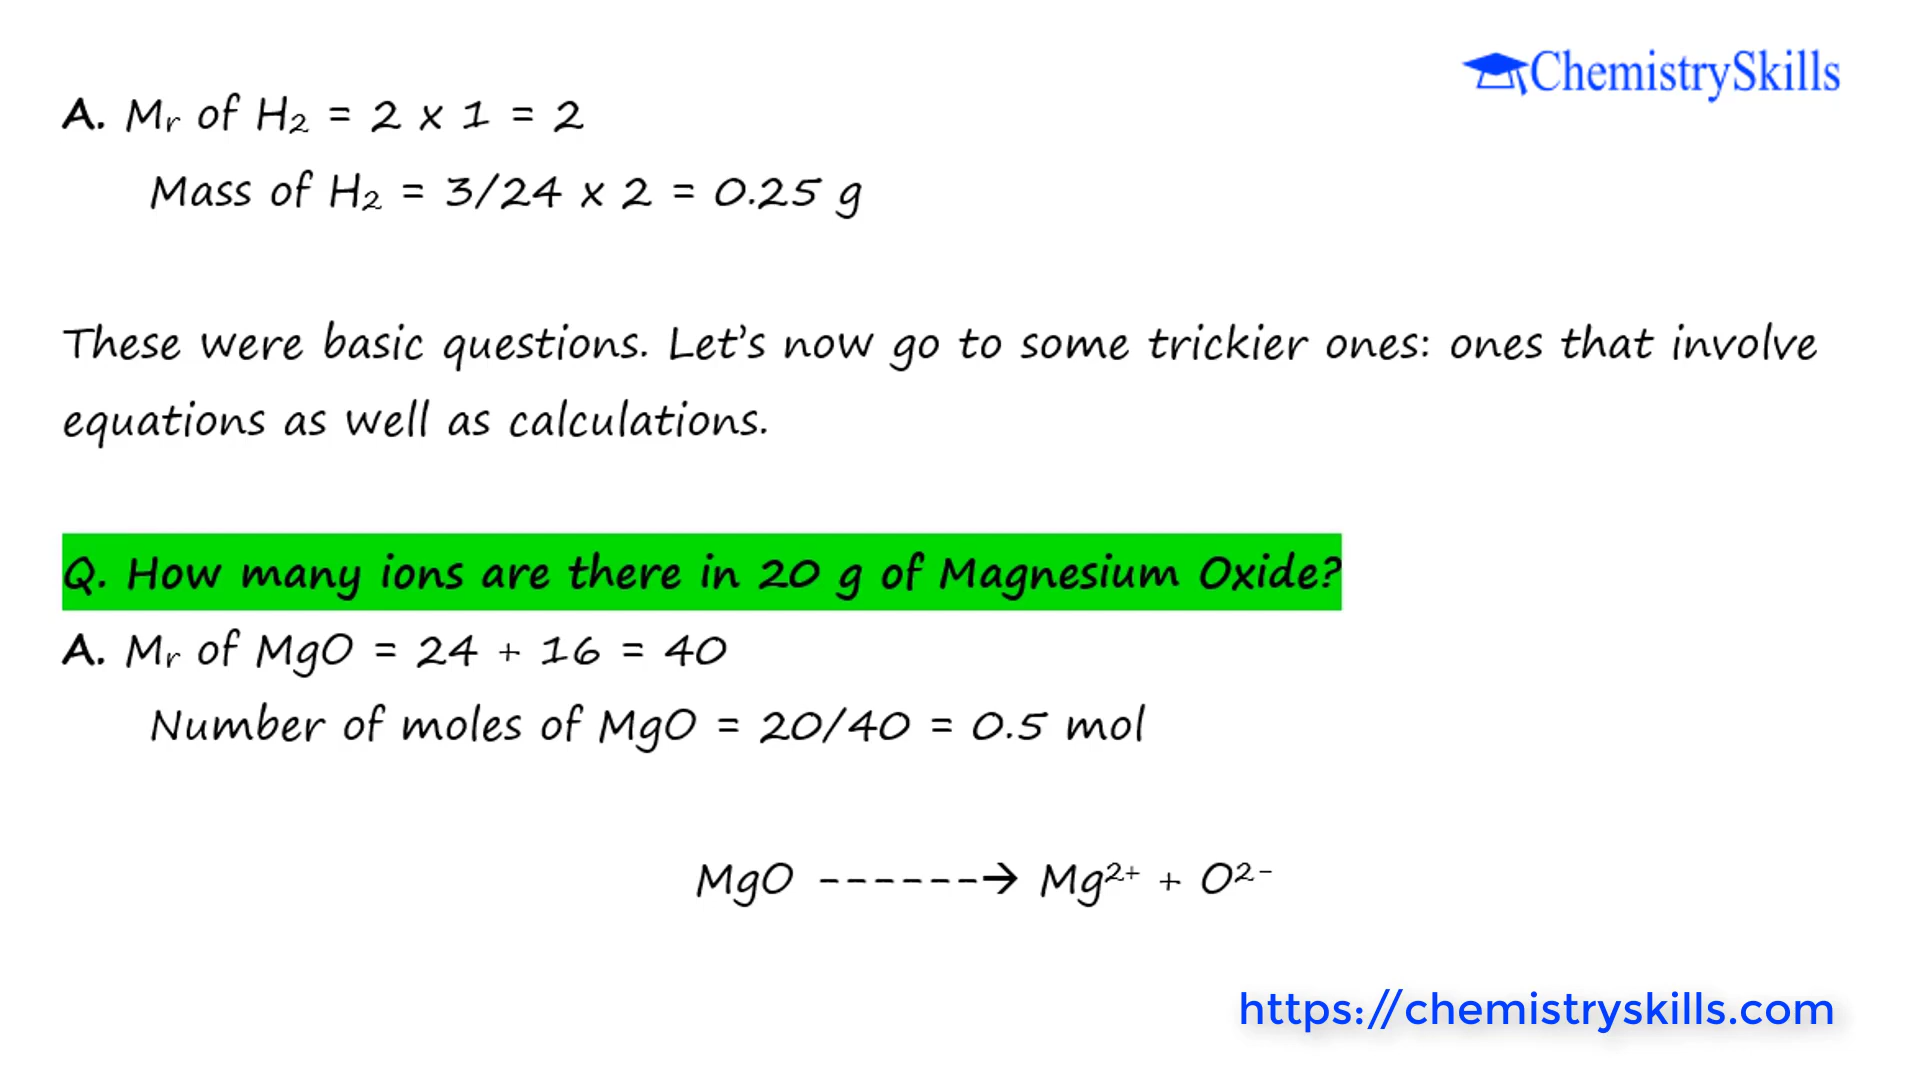 ChemistrySkills
A. Mᵣ of H₂ = 2 x 1 = 2
Mass of H₂ = 3/24 x 2 = 0.25 g
These were basic questions. Let’s now go to some trickier ones: ones that involve
equations as well as calculations.
Q. How many ions are there in 20 g of Magnesium Oxide?
A. Mᵣ of MgO = 24 + 16 = 40
Number of moles of MgO = 20/40 = 0.5 mol
MgO ------→ Mg²⁺ + O²⁻
https://chemistryskills.com